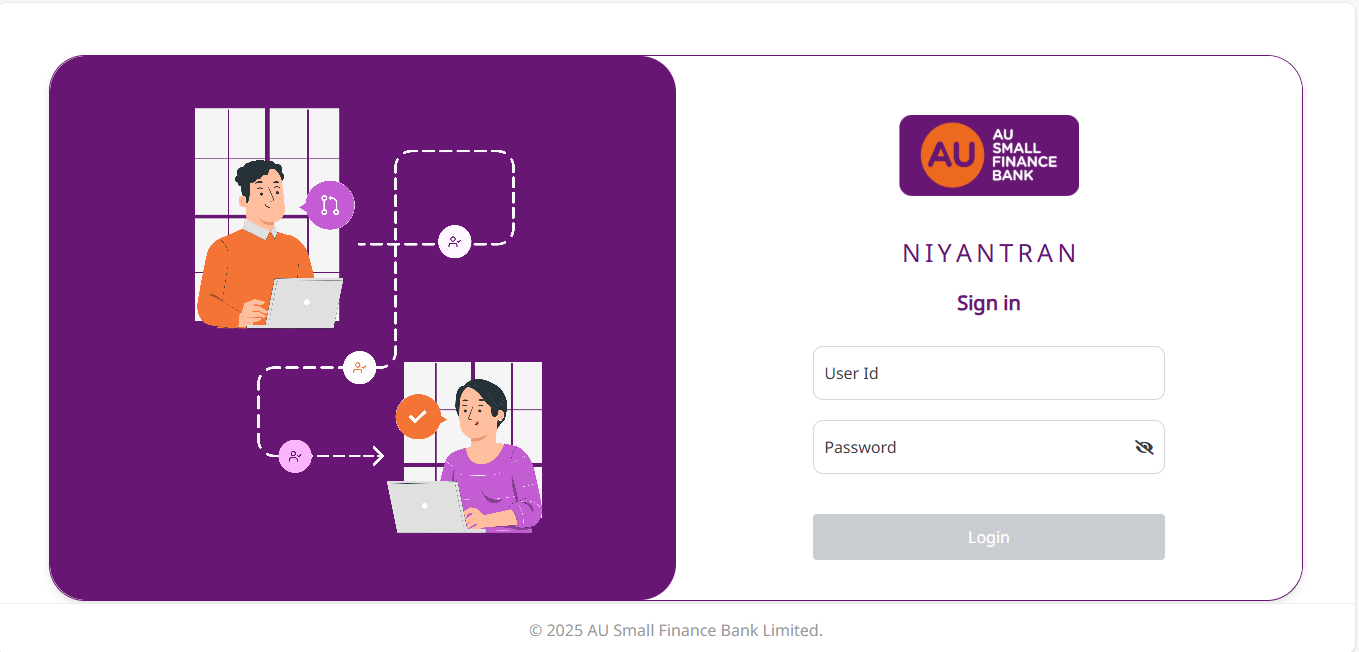 AU
AU
SMALL
FINANCE
BANK
NIYANTRAN
Sign in
User Id
Password
Login
© 2025 AU Small Finance Bank Limited.